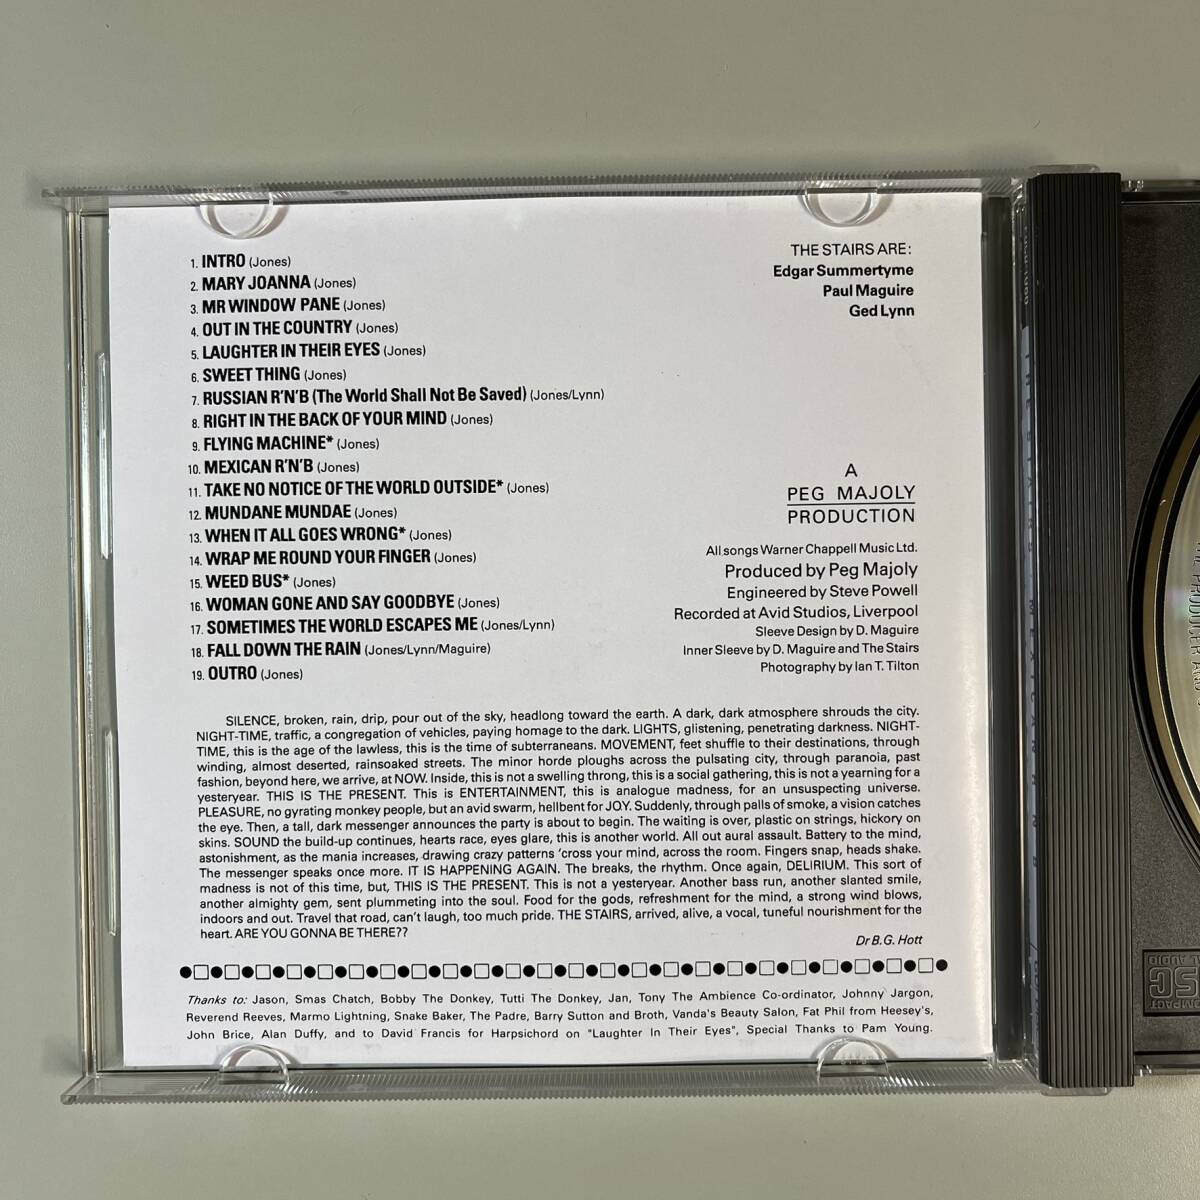 1. INTRO (Jones)
2. MARY JOANNA (Jones)
3. MR WINDOW PANE (Jones)
4. OUT IN THE COUNTRY (Jones)
5. LAUGHTER IN THEIR EYES (Jones)
6. SWEET THING (Jones)
7. RUSSIAN R'N'B (The World Shall Not Be Saved) (Jones/Lynn)
8. RIGHT IN THE BACK OF YOUR MIND (Jones)
9. FLYING MACHINE* (Jones)
10. MEXICAN R'N'B (Jones)
11. TAKE NO NOTICE OF THE WORLD OUTSIDE* (Jones)
12. MUNDANE MUNDAE (Jones)
13. WHEN IT ALL GOES WRONG* (Jones)
14. WRAP ME ROUND YOUR FINGER (Jones)
15. WEED BUS* (Jones)
16. WOMAN GONE AND SAY GOODBYE (Jones)
17. SOMETIMES THE WORLD ESCAPES ME (Jones/Lynn)
18. FALL DOWN THE RAIN (Jones/Lynn/Maguire)
19. OUTRO (Jones)
THE STAIRS ARE:
Edgar Summertyme
Paul Maguire
Ged Lynn
A
PEG MAJOLY
PRODUCTION
All songs Warner Chappell Music Ltd.
Produced by Peg Majoly
Engineered by Steve Powell
Recorded at Avid Studios, Liverpool
Sleeve Design by D. Maguire
Inner Sleeve by D. Maguire and The Stairs
Photography by Ian T. Tilton
SILENCE, broken, rain, drip, pour out of the sky, headlong toward the earth. A dark, dark atmosphere shrouds the city.
NIGHT-TIME, traffic, a congregation of vehicles, paying homage to the dark. LIGHTS, glistening, penetrating darkness. NIGHT-
TIME, this is the age of the lawless, this is the time of subterraneans. MOVEMENT, feet shuffle to their destinations, through
winding, almost deserted, rainsoaked streets. The minor horde ploughs across the pulsating city, through paranoia, past
fashion, beyond here, we arrive, at NOW. Inside, this is not a swelling throng, this is a social gathering, this is not a yearning for a
yesteryear. THIS IS THE PRESENT. This is ENTERTAINMENT, this is analogue madness, for an unsuspecting universe.
PLEASURE, no gyrating monkey people, but an avid swarm, hellbent for JOY. Suddenly, through palls of smoke, a vision catches
the eye. Then, a tall, dark messenger announces the party is about to begin. The waiting is over, plastic on strings, hickory on
skins. SOUND the build-up continues, hearts race, eyes glare, this is another world. All out aural assault. Battery to the mind,
astonishment, as the mania increases, drawing crazy patterns 'cross your mind, across the room. Fingers snap, heads shake.
The messenger speaks once more. IT IS HAPPENING AGAIN. The breaks, the rhythm. Once again, DELIRIUM. This sort of
madness is not of this time, but, THIS IS THE PRESENT. This is not a yesteryear. Another bass run, another slanted smile,
another almighty gem, sent plummeting into the soul. Food for the gods, refreshment for the mind, a strong wind blows,
indoors and out. Travel that road, can't laugh, too much pride. THE STAIRS, arrived, alive, a vocal, tuneful nourishment for the
heart. ARE YOU GONNA BE THERE??
Dr B.G. Hott
Thanks to: Jason, Smas Chatch, Bobby The Donkey, Tutti The Donkey, Jan, Tony The Ambience Co-ordinator, Johnny Jargon,
Reverend Reeves, Marmo Lightning, Snake Baker, The Padre, Barry Sutton and Broth, Vanda's Beauty Salon, Fat Phil from Heesey's,
John Brice, Alan Duffy, and to David Francis for Harpsichord on "Laughter In Their Eyes", Special Thanks to Pam Young.